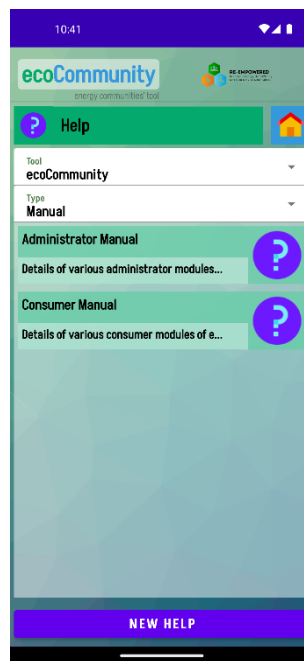 10:41
ecoCommunity
energy communities' tool
RE-EMPOWERED
? Help
Tool
ecoCommunity
Type
Manual
Administrator Manual
Details of various administrator modules...
?
Consumer Manual
Details of various consumer modules of e...
?
NEW HELP